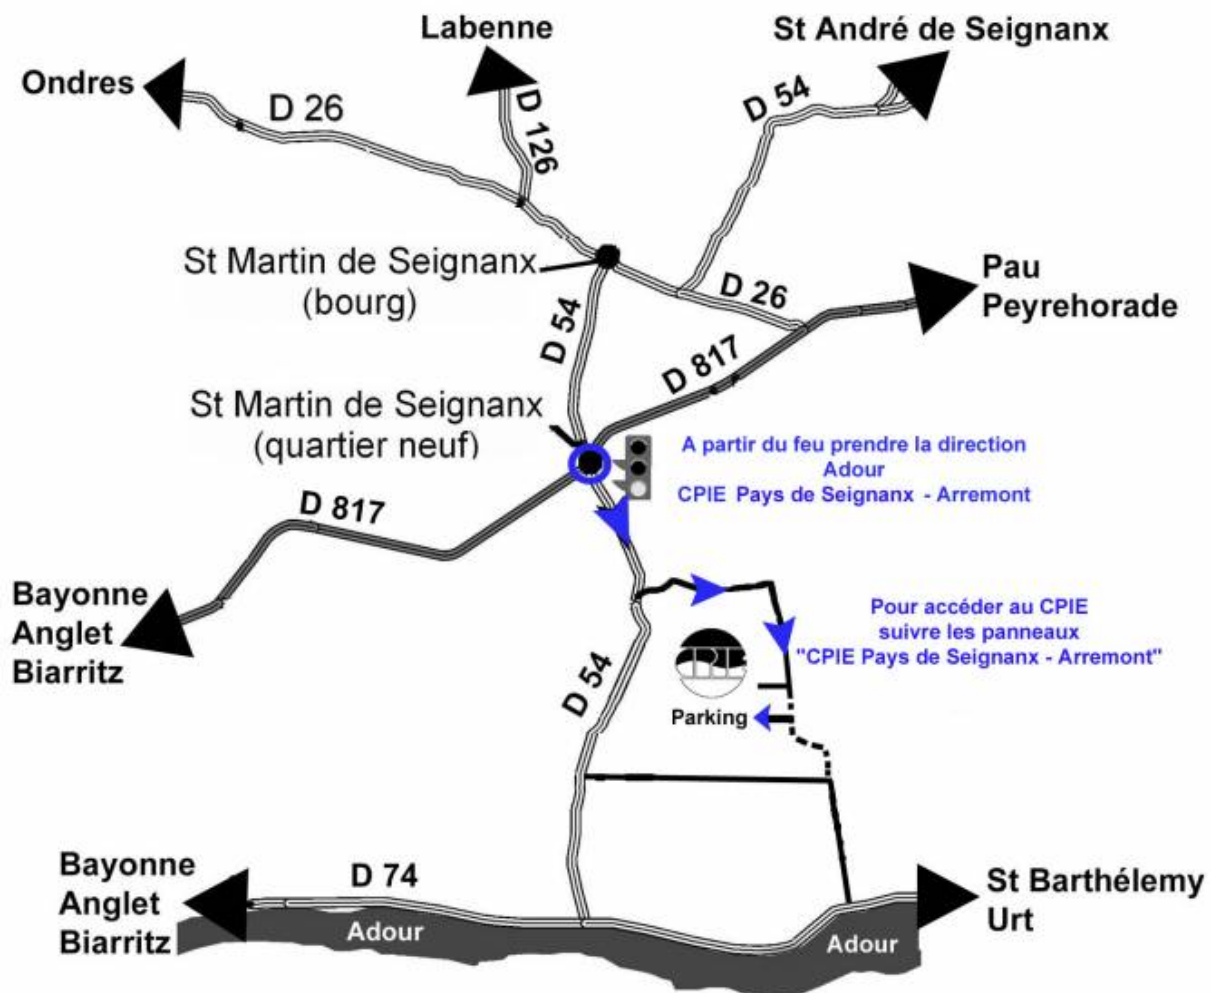 Labenne
St André de Seignanx
Ondres
D 26
D 126
D 54
St Martin de Seignanx
(bourg)
D 26
Pau
Peyrehorade
D 54
D 817
St Martin de Seignanx
(quartier neuf)
A partir du feu prendre la direction
Adour
CPIE Pays de Seignanx - Arremont
D 817
Bayonne
Anglet
Biarritz
Pour accéder au CPIE
suivre les panneaux
"CPIE Pays de Seignanx - Arremont"
D 54
Parking
Bayonne
Anglet
Biarritz
D 74
St Barthélemy
Urt
Adour
Adour